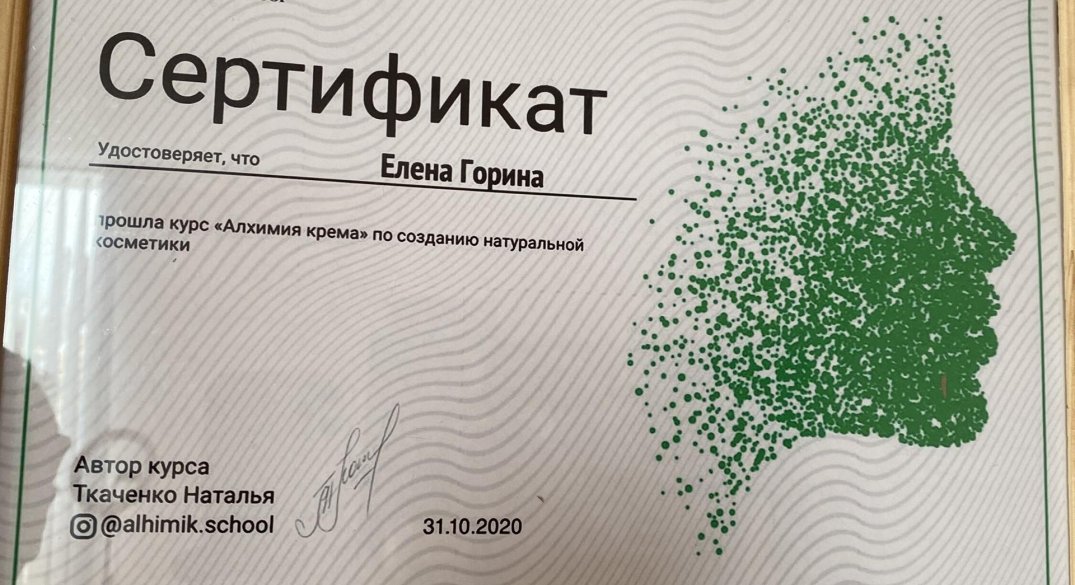 Сертификат
Удостоверяет, что Елена Горина
прошла курс «Алхимия крема» по созданию натуральной
косметики
Автор курса
Ткаченко Наталья
@alhimik.school
31.10.2020